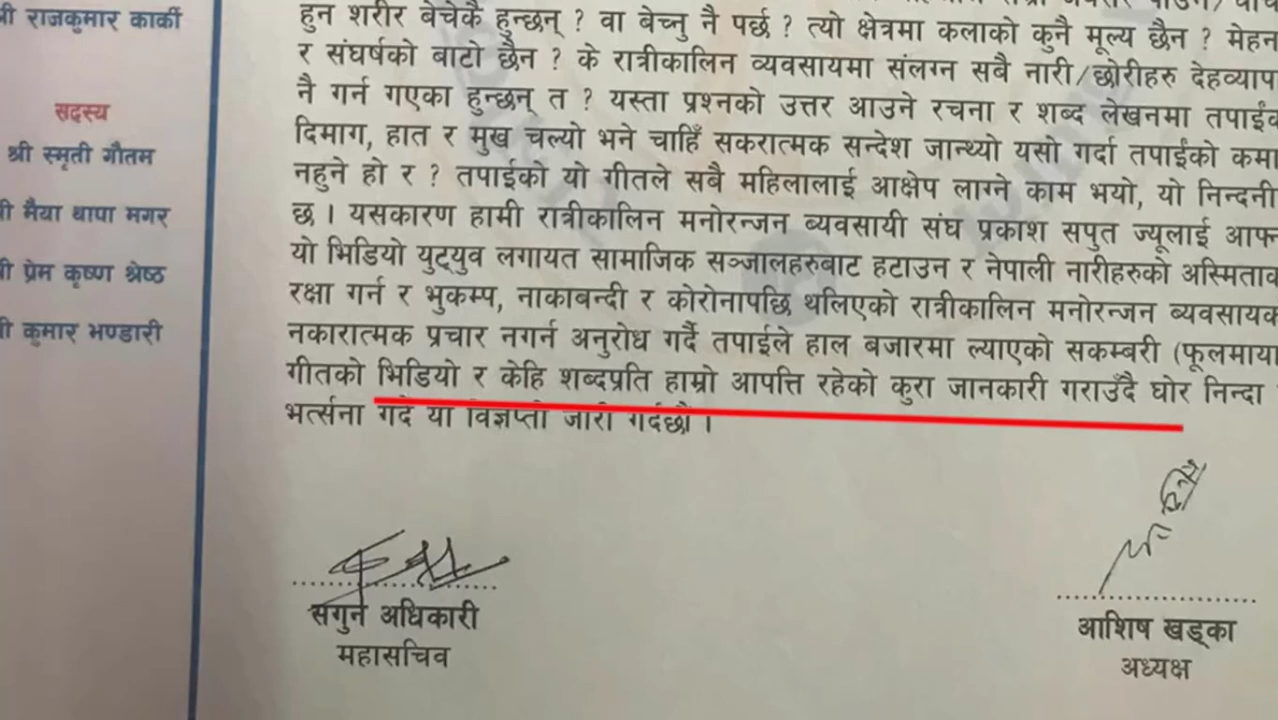 श्री राजकुमार कार्की
सदस्य
श्री स्मृती गौतम
श्री मैया थापा मगर
श्री प्रेम कृष्ण श्रेष्ठ
श्री कुमार भण्डारी
हुन शरीर बेचेकै हुन्छन् ? वा बेच्नु नै पर्छ ? त्यो क्षेत्रमा कलाको कुनै मूल्य छैन ? मेहन
र संघर्षको बाटो छैन ? के रात्रीकालिन व्यवसायमा संलग्न सबै नारी/छोरीहरु देहव्यापा
नै गर्न गएका हुन्छन् त ? यस्ता प्रश्नको उत्तर आउने रचना र शब्द लेखनमा तपाईंक
दिमाग, हात र मुख चल्यो भने चाहिँ सकरात्मक सन्देश जान्थ्यो यसो गर्दा तपाईंको कमा
नहुने हो र ? तपाईको यो गीतले सबै महिलालाई आक्षेप लाग्ने काम भयो, यो निन्दनी
छ । यसकारण हामी रात्रीकालिन मनोरन्जन ब्यवसायी संघ प्रकाश सपुत ज्यूलाई आफ्न
यो भिडियो युट्युव लगायत सामाजिक सञ्जालहरुबाट हटाउन र नेपाली नारीहरुको अस्मिताक
रक्षा गर्न र भुकम्प, नाकाबन्दी र कोरोनापछि थलिएको रात्रीकालिन मनोरन्जन ब्यवसायक
नकारात्मक प्रचार नगर्न अनुरोध गर्दै तपाईले हाल बजारमा ल्याएको सकम्बरी (फूलमाया
गीतको भिडियो र केहि शब्दप्रति हाम्रो आपत्ति रहेको कुरा जानकारी गराउँदै घोर निन्दा
भर्त्सना गर्दै यो विज्ञप्ती जारी गर्दछौं ।
सगुन अधिकारी
महासचिव
आशिष खड्का
अध्यक्ष